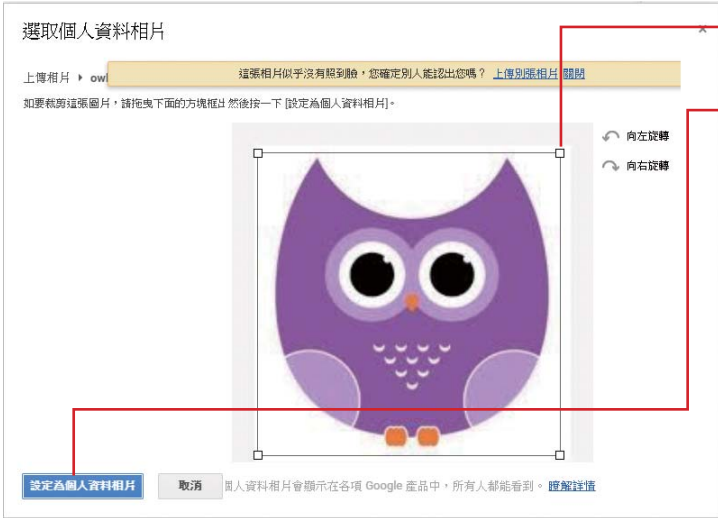 選取個人資料相片
×
上傳相片 ▸ owl
這張相片似乎沒有照到臉，您確定別人能認出您嗎？ 上傳別張相片 關閉
如要裁剪這張圖片，請拖曳下面的方塊框出 然後按一下 [設定為個人資料相片]。
向左旋轉
向右旋轉
設定為個人資料相片 取消 個人資料相片會顯示在各項 Google 產品中，所有人都能看到。 瞭解詳情